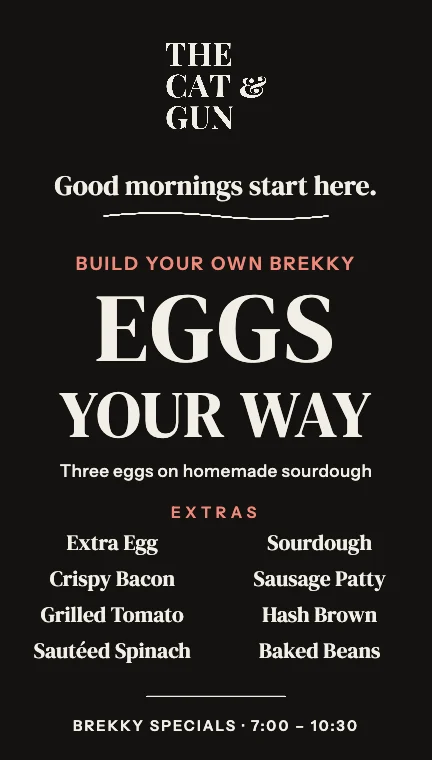 THE
CAT &
GUN
Good mornings start here.
BUILD YOUR OWN BREKKY
EGGS
YOUR WAY
Three eggs on homemade sourdough
EXTRAS
Extra Egg
Sourdough
Crispy Bacon
Sausage Patty
Grilled Tomato
Hash Brown
Sautéed Spinach
Baked Beans
BREKKY SPECIALS · 7:00 – 10:30